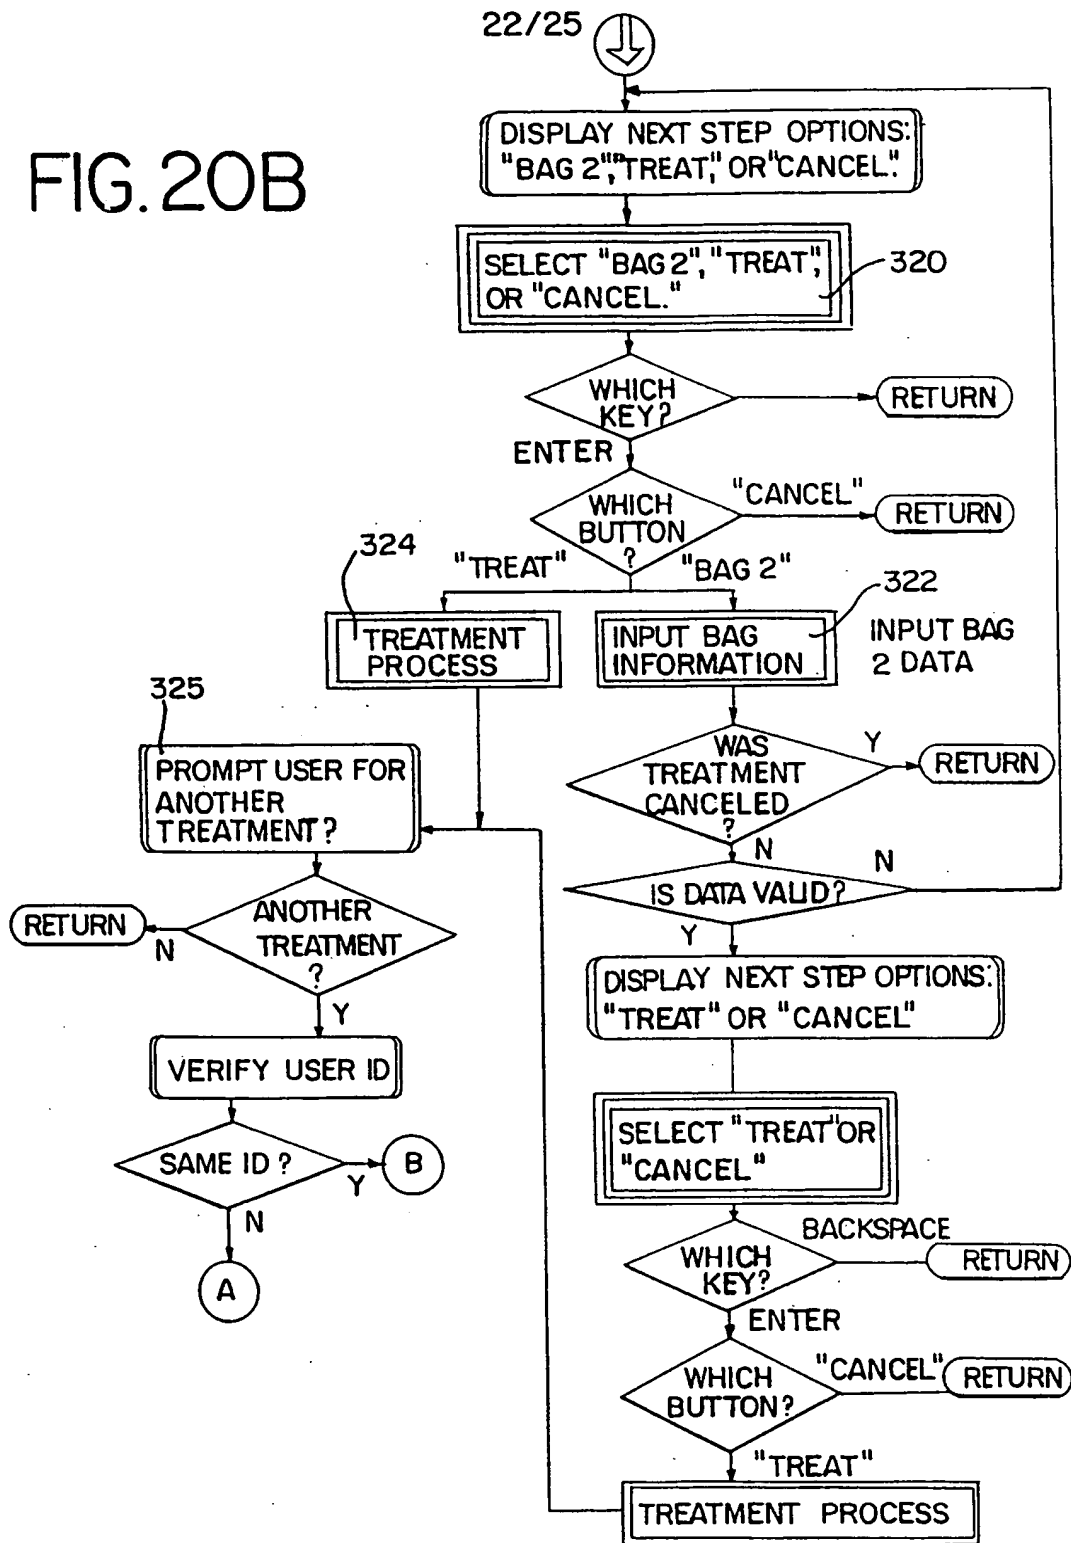 22/25
FIG. 20B
DISPLAY NEXT STEP OPTIONS:
"BAG 2","TREAT", OR "CANCEL".
SELECT "BAG 2", "TREAT",
OR "CANCEL."
320
WHICH
KEY?
RETURN
ENTER
WHICH
BUTTON
?
"CANCEL"
RETURN
324
"TREAT"
"BAG 2"
322
TREATMENT
PROCESS
INPUT BAG
INFORMATION
INPUT BAG
2 DATA
325
PROMPT USER FOR
ANOTHER
TREATMENT?
WAS
TREATMENT
CANCELED
?
Y
RETURN
N
N
IS DATA VALID?
Y
ANOTHER
TREATMENT
?
RETURN
N
Y
DISPLAY NEXT STEP OPTIONS:
"TREAT" OR "CANCEL"
VERIFY USER ID
SAME ID?
Y
B
N
A
SELECT "TREAT" OR
"CANCEL"
WHICH
KEY?
BACKSPACE
RETURN
ENTER
WHICH
BUTTON?
"CANCEL"
RETURN
"TREAT"
TREATMENT PROCESS